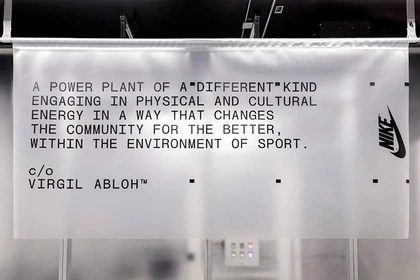 A POWER PLANT OF A "DIFFERENT" KIND
ENGAGING IN PHYSICAL AND CULTURAL
ENERGY IN A WAY THAT CHANGES
THE COMMUNITY FOR THE BETTER,
WITHIN THE ENVIRONMENT OF SPORT.
c/o
VIRGIL ABLOH™
NIKE